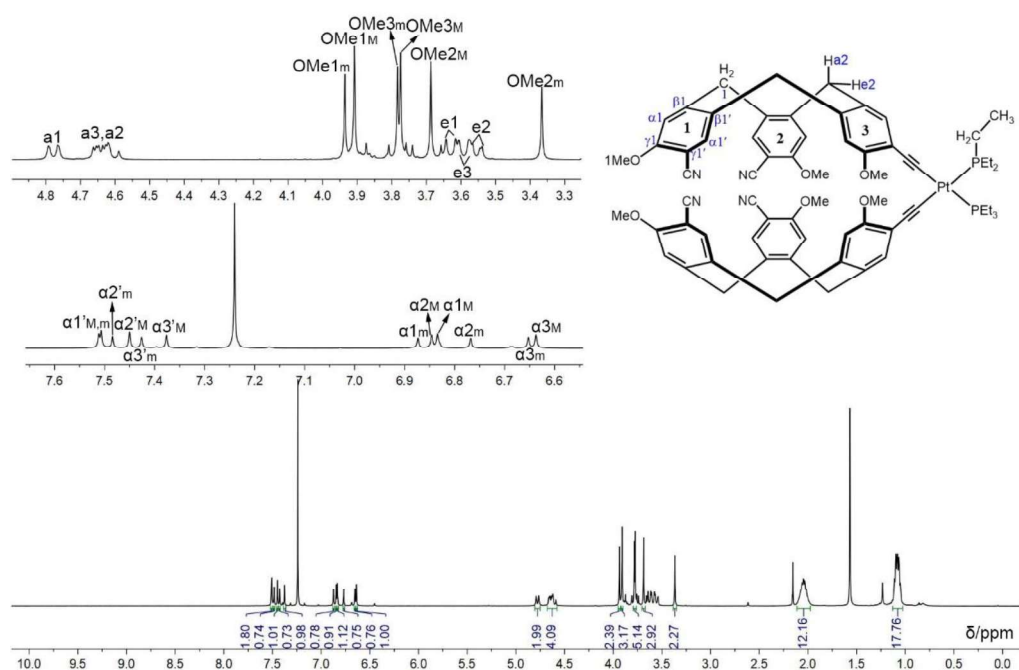 OMe3m OMe3M
OMe1M
OMe1m OMe2M
OMe2m
a1 a3, a2 e1 e2
e3
4.8 4.7 4.6 4.5 4.4 4.3 4.2 4.1 4.0 3.9 3.8 3.7 3.6 3.5 3.4 3.3
α2'm
α1'M,m α2'M α3'M
α3'm
α2M α1M
α1m α2m α3M
α3m
7.6 7.5 7.4 7.3 7.2 7.1 7.0 6.9 6.8 6.7 6.6
H2
Ha2
He2
1
β1
α1
β1'
1 2 3
γ1 α1'
γ1'
1MeO
CN NC OMe OMe
CH3
H2C
PEt2
Pt
PEt3
CN NC OMe OMe
MeO
1.80
0.74
1.01
0.73
0.98
0.78
0.91
1.12
0.75
0.76
1.00
1.99
4.09
2.39
3.17
5.14
2.92
2.27
12.16
17.76
δ/ppm
10.0 9.5 9.0 8.5 8.0 7.5 7.0 6.5 6.0 5.5 5.0 4.5 4.0 3.5 3.0 2.5 2.0 1.5 1.0 0.5 0.0